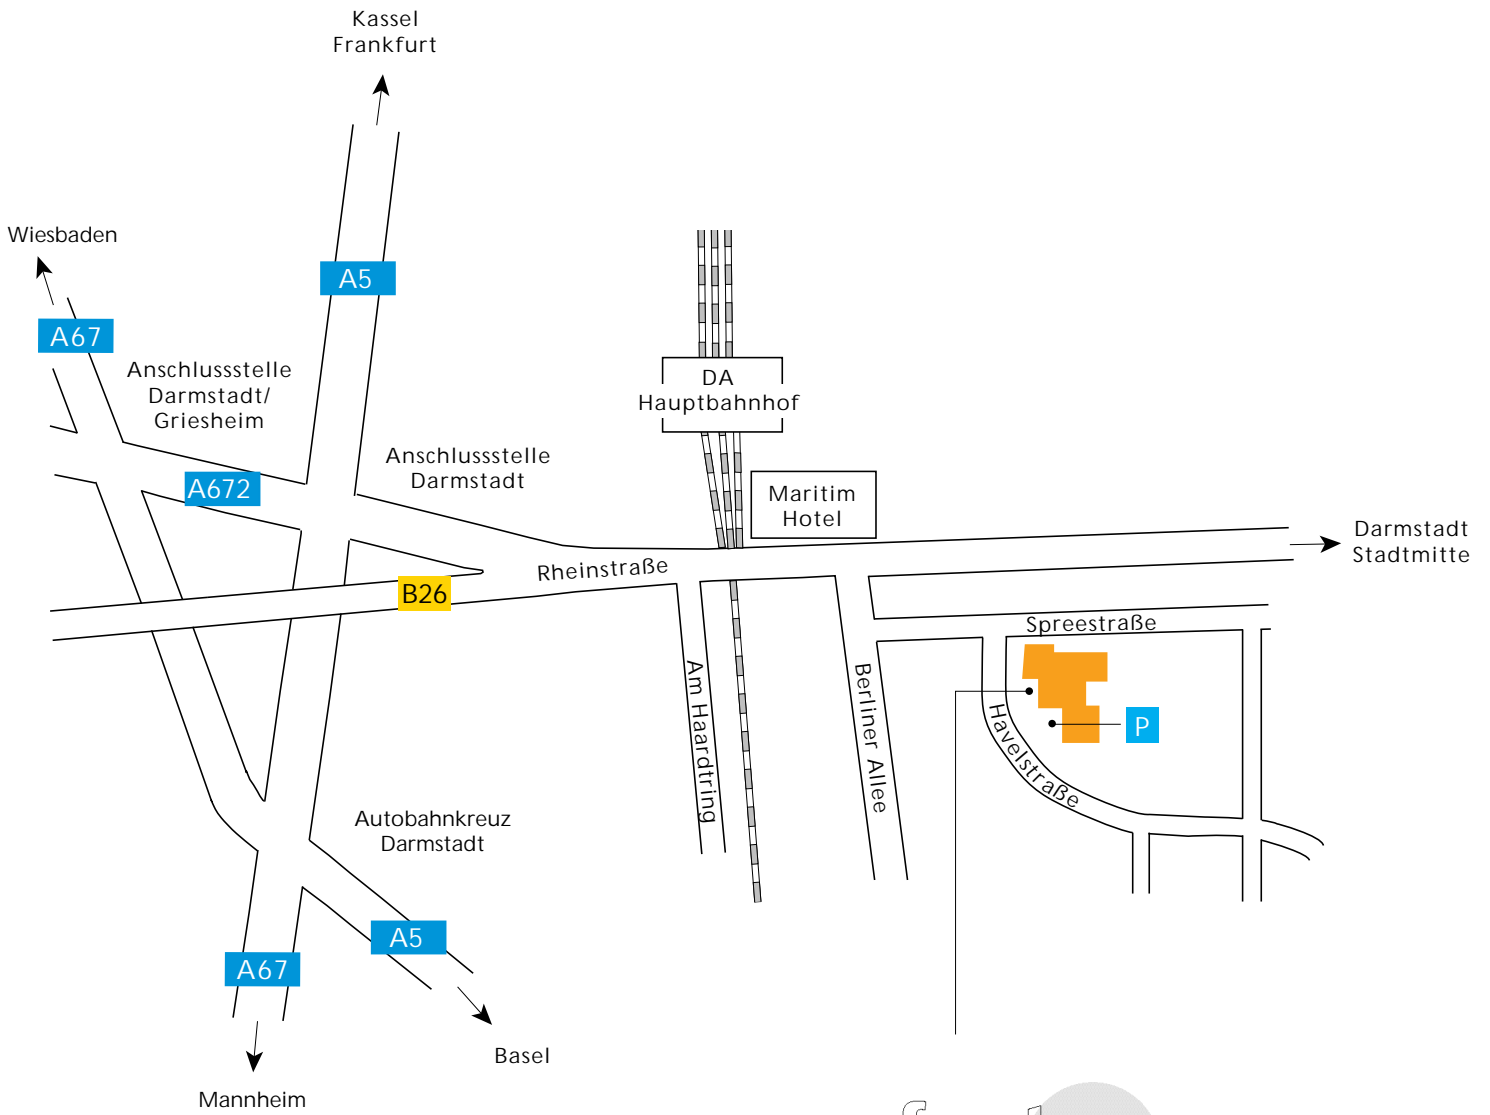 Kassel
Frankfurt
Wiesbaden
A5
A67
Anschlussstelle
Darmstadt/
Griesheim
DA
Hauptbahnhof
Anschlussstelle
Darmstadt
A672
Maritim
Hotel
Darmstadt
Stadtmitte
Rheinstraße
B26
Spreestraße
Am Haardtring
Berliner Allee
Havelstraße
P
Autobahnkreuz
Darmstadt
A5
A67
Basel
Mannheim